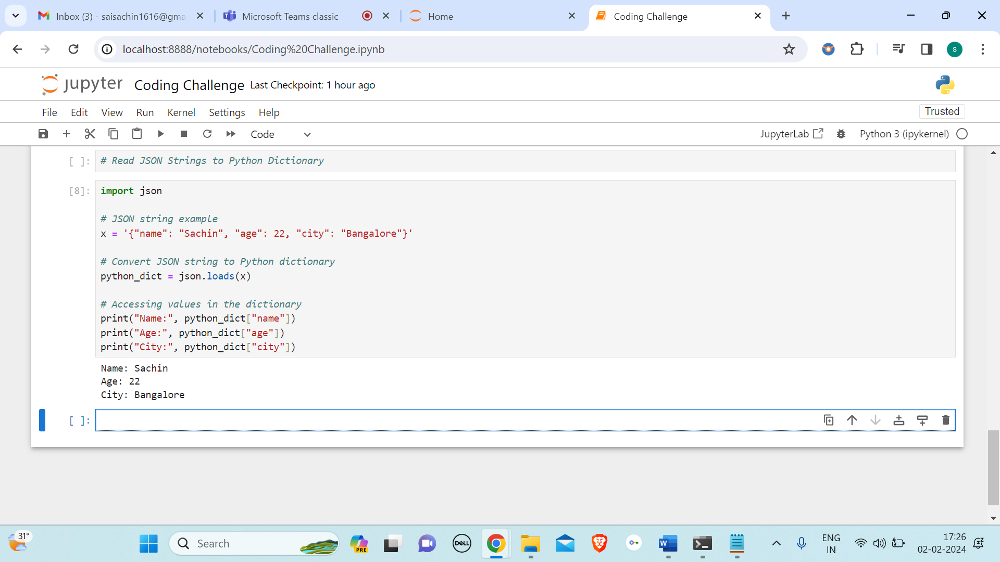 Inbox (3) - saisachin1616@gma
Microsoft Teams classic
Home
Coding Challenge
localhost:8888/notebooks/Coding%20Challenge.ipynb
S
jupyter Coding Challenge Last Checkpoint: 1 hour ago
File Edit View Run Kernel Settings Help
Trusted
Code
JupyterLab
Python 3 (ipykernel)
[ ]: # Read JSON Strings to Python Dictionary
[8]: import json
# JSON string example
x = '{"name": "Sachin", "age": 22, "city": "Bangalore"}'
# Convert JSON string to Python dictionary
python_dict = json.loads(x)
# Accessing values in the dictionary
print("Name:", python_dict["name"])
print("Age:", python_dict["age"])
print("City:", python_dict["city"])
Name: Sachin
Age: 22
City: Bangalore
[ ]:
31°
Search
PRE
DELL
W
ENG
IN
17:26
02-02-2024